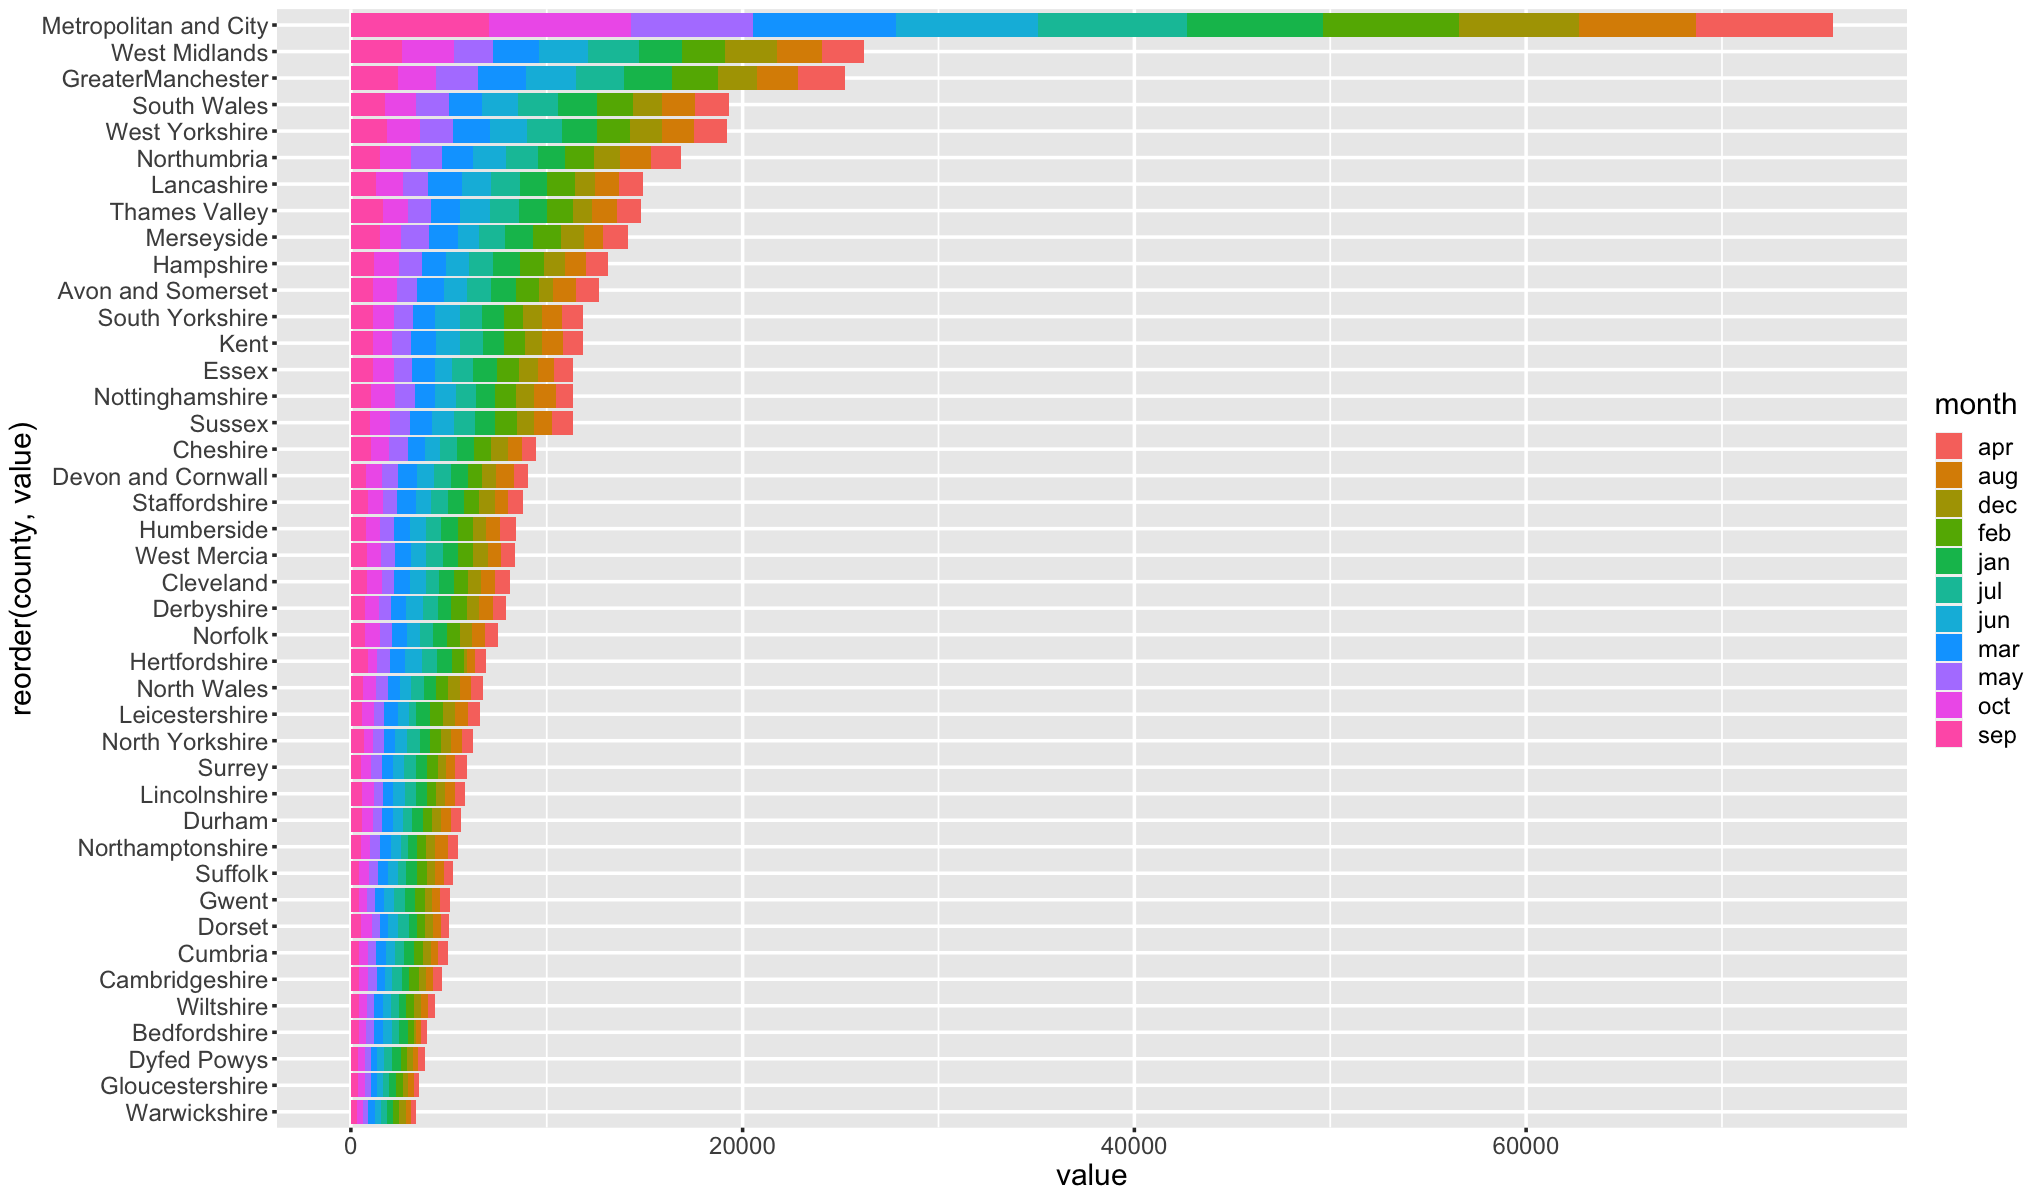 Metropolitan and City
West Midlands
GreaterManchester
South Wales
West Yorkshire
Northumbria
Lancashire
Thames Valley
Merseyside
Hampshire
Avon and Somerset
South Yorkshire
Kent
Essex
Nottinghamshire
Sussex
Cheshire
Devon and Cornwall
Staffordshire
Humberside
West Mercia
Cleveland
Derbyshire
Norfolk
Hertfordshire
North Wales
Leicestershire
North Yorkshire
Surrey
Lincolnshire
Durham
Northamptonshire
Suffolk
Gwent
Dorset
Cumbria
Cambridgeshire
Wiltshire
Bedfordshire
Dyfed Powys
Gloucestershire
Warwickshire
reorder(county, value)
0 20000 40000 60000
value
month
apr
aug
dec
feb
jan
jul
jun
mar
may
oct
sep